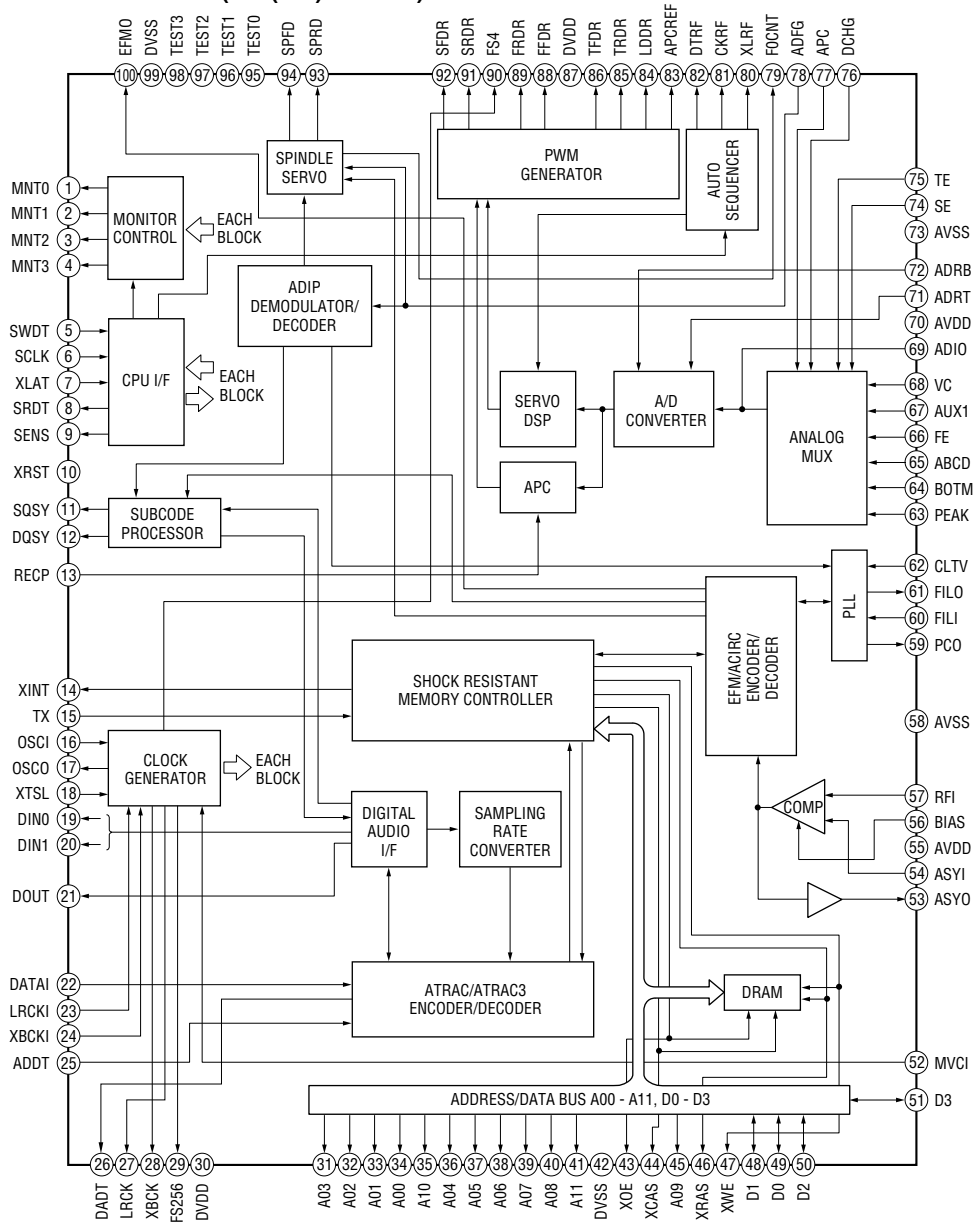 EFMO
DVSS
TEST3
TEST2
TEST1
TEST0
SPFD
SPRD
SFDR
SRDR
FS4
FRDR
FFDR
DVDD
TFDR
TRDR
LDDR
APCREF
DTRF
CKRF
XLRF
F0CNT
ADFG
APC
DCHG
100 99 98 97 96 95 94 93 92 91 90 89 88 87 86 85 84 83 82 81 80 79 78 77 76
MNT0 1
MNT1 2
MNT2 3
MNT3 4
SWDT 5
SCLK 6
XLAT 7
SRDT 8
SENS 9
XRST 10
SQSY 11
DQSY 12
RECP 13
XINT 14
TX 15
OSCI 16
OSCO 17
XTSL 18
DIN0 19
DIN1 20
DOUT 21
DATAI 22
LRCKI 23
XBCKI 24
ADDT 25
MONITOR
CONTROL
EACH
BLOCK
CPU I/F
EACH
BLOCK
SPINDLE
SERVO
ADIP
DEMODULATOR/
DECODER
SUBCODE
PROCESSOR
PWM
GENERATOR
AUTO
SEQUENCER
SERVO
DSP
A/D
CONVERTER
ANALOG
MUX
APC
PLL
EFM/ACIRC
ENCODER/
DECODER
SHOCK RESISTANT
MEMORY CONTROLLER
CLOCK
GENERATOR
EACH
BLOCK
DIGITAL
AUDIO
I/F
SAMPLING
RATE
CONVERTER
COMP
ATRAC/ATRAC3
ENCODER/DECODER
DRAM
ADDRESS/DATA BUS A00 - A11, D0 - D3
75 TE
74 SE
73 AVSS
72 ADRB
71 ADRT
70 AVDD
69 ADIO
68 VC
67 AUX1
66 FE
65 ABCD
64 BOTM
63 PEAK
62 CLTV
61 FILO
60 FILI
59 PCO
58 AVSS
57 RFI
56 BIAS
55 AVDD
54 ASYI
53 ASYO
52 MVCI
51 D3
26 27 28 29 30 31 32 33 34 35 36 37 38 39 40 41 42 43 44 45 46 47 48 49 50
DADT
LRCK
XBCK
FS256
DVDD
A03
A02
A01
A00
A10
A04
A05
A06
A07
A08
A11
DVSS
XOE
XCAS
A09
XRAS
XWE
D1
D0
D2